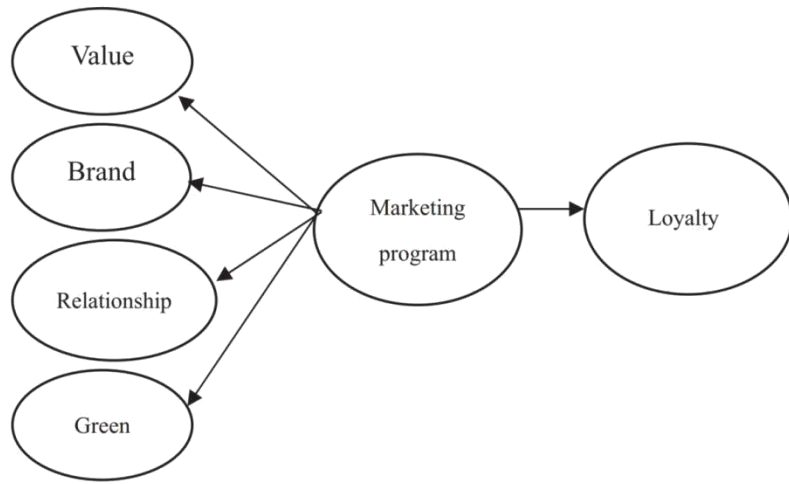 Value
Brand
Relationship
Green
Marketing
program
Loyalty